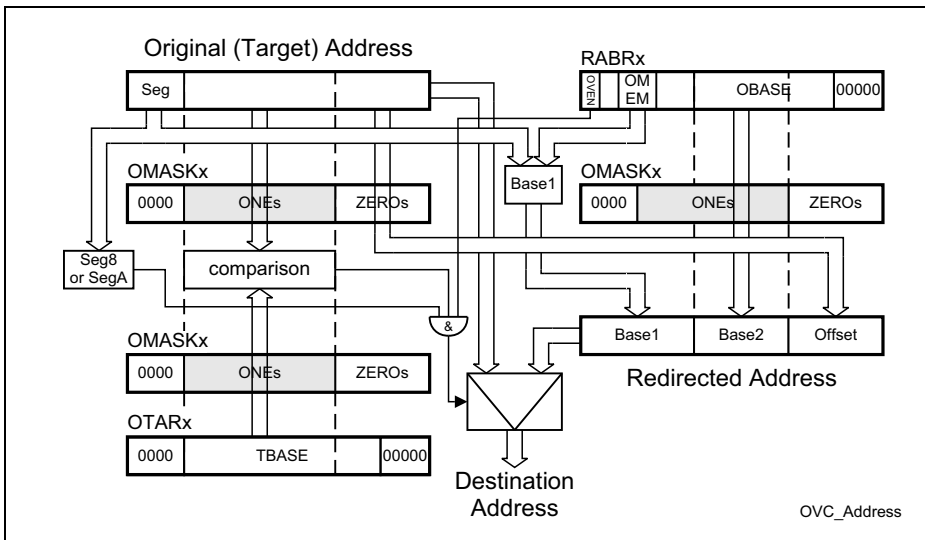 Original (Target) Address
RABRx
Seg
OVEN
OM
EM
OBASE
00000
OMASKx
0000
ONEs
ZEROs
Base1
OMASKx
0000
ONEs
ZEROs
Seg8
or SegA
comparison
&
OMASKx
0000
ONEs
ZEROs
Base1
Base2
Offset
Redirected Address
OTARx
0000
TBASE
00000
Destination
Address
OVC_Address